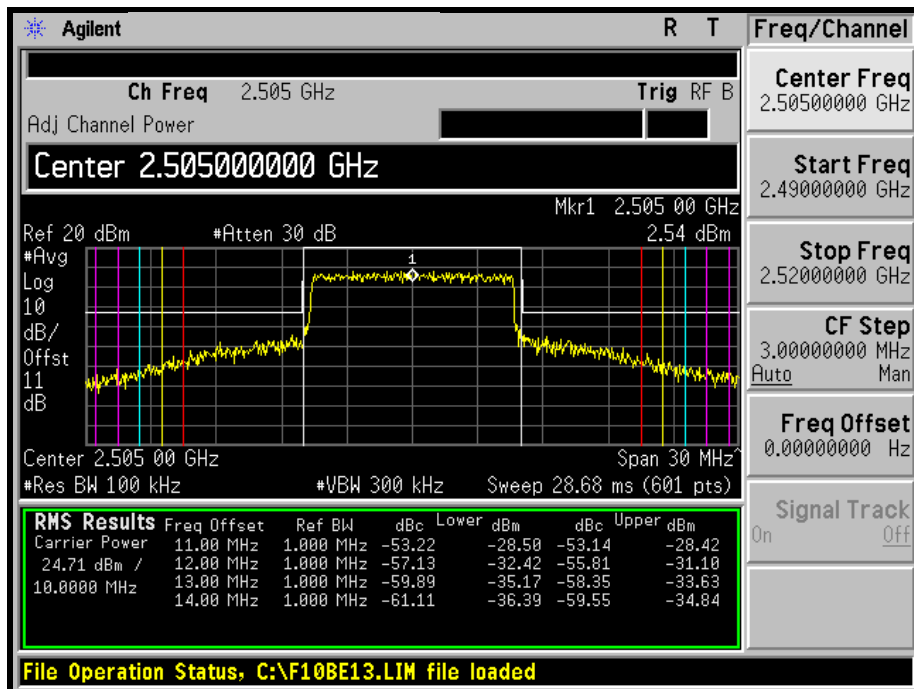 Agilent R T
Ch Freq 2.505 GHz Trig RF B
Adj Channel Power
Center 2.505000000 GHz
Mkr1 2.505 00 GHz
Ref 20 dBm #Atten 30 dB 2.54 dBm
#Avg
Log
10
dB/
Offst
11
dB
1
Center 2.505 00 GHz Span 30 MHz^
#Res BW 100 kHz #VBW 300 kHz Sweep 28.68 ms (601 pts)
RMS Results Freq Offset Ref BW dBc Lower dBm dBc Upper dBm
Carrier Power 11.00 MHz 1.000 MHz -53.22 -28.50 -53.14 -28.42
24.71 dBm / 12.00 MHz 1.000 MHz -57.13 -32.42 -55.81 -31.10
10.0000 MHz 13.00 MHz 1.000 MHz -59.89 -35.17 -58.35 -33.63
14.00 MHz 1.000 MHz -61.11 -36.39 -59.55 -34.84
File Operation Status, C:\F10BE13.LIM file loaded
Freq/Channel
Center Freq
2.50500000 GHz
Start Freq
2.49000000 GHz
Stop Freq
2.52000000 GHz
CF Step
3.00000000 MHz
Auto Man
Freq Offset
0.00000000 Hz
Signal Track
On Off